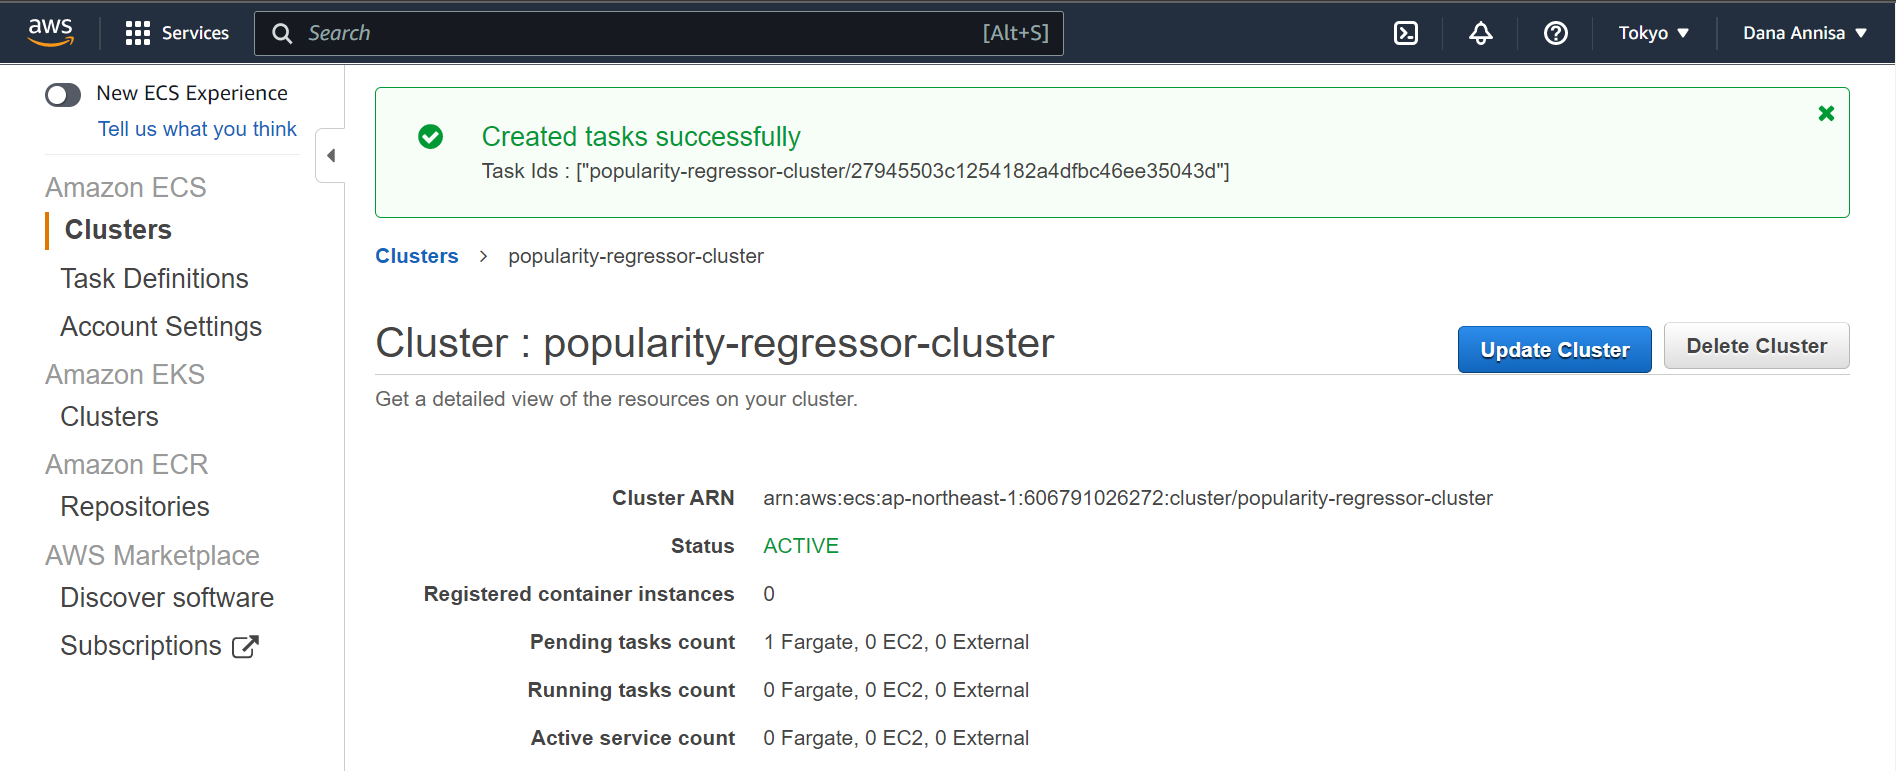 aws
Services
Search [Alt+S]
Tokyo
Dana Annisa
New ECS Experience
Tell us what you think
Amazon ECS
Clusters
Task Definitions
Account Settings
Amazon EKS
Clusters
Amazon ECR
Repositories
AWS Marketplace
Discover software
Subscriptions
Created tasks successfully
Task Ids : ["popularity-regressor-cluster/27945503c1254182a4dfbc46ee35043d"]
Clusters > popularity-regressor-cluster
Cluster : popularity-regressor-cluster
Update Cluster
Delete Cluster
Get a detailed view of the resources on your cluster.
Cluster ARN arn:aws:ecs:ap-northeast-1:606791026272:cluster/popularity-regressor-cluster
Status ACTIVE
Registered container instances 0
Pending tasks count 1 Fargate, 0 EC2, 0 External
Running tasks count 0 Fargate, 0 EC2, 0 External
Active service count 0 Fargate, 0 EC2, 0 External